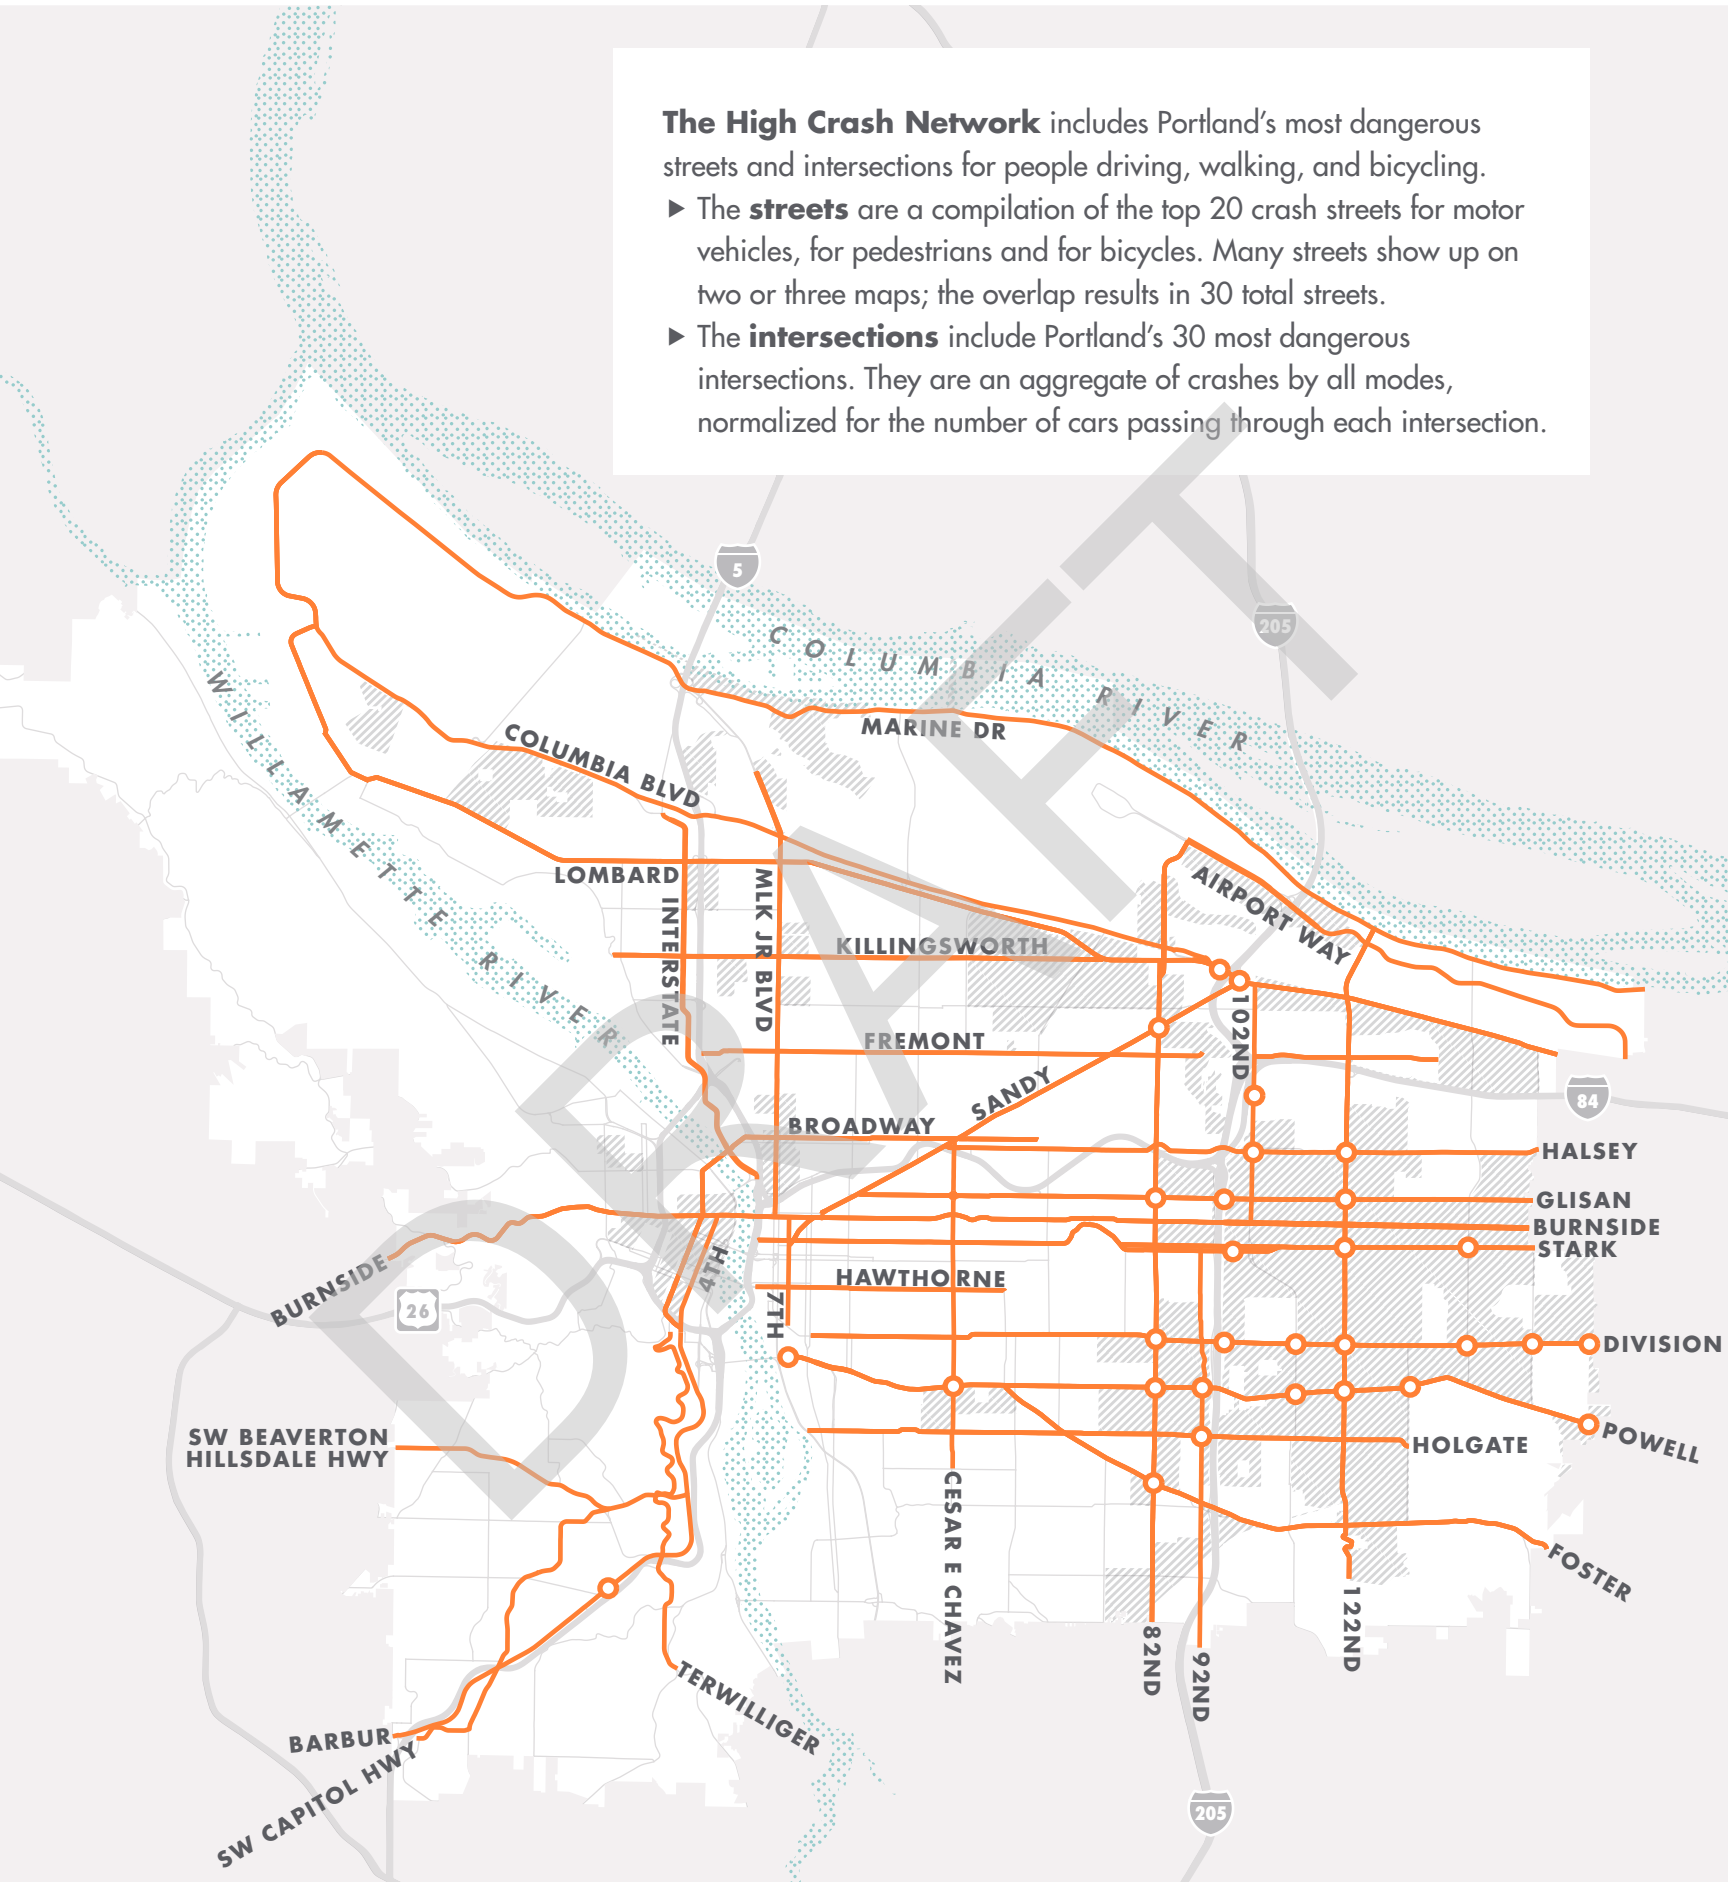 The High Crash Network includes Portland’s most dangerous
streets and intersections for people driving, walking, and bicycling.
▶ The streets are a compilation of the top 20 crash streets for motor
vehicles, for pedestrians and for bicycles. Many streets show up on
two or three maps; the overlap results in 30 total streets.
▶ The intersections include Portland’s 30 most dangerous
intersections. They are an aggregate of crashes by all modes,
normalized for the number of cars passing through each intersection.
DRAFT
5
205
COLUMBIA RIVER
WILLAMETTE RIVER
MARINE DR
COLUMBIA BLVD
LOMBARD
INTERSTATE
MLK JR BLVD
AIRPORT WAY
KILLINGSWORTH
102ND
FREMONT
SANDY
84
BROADWAY
HALSEY
GLISAN
BURNSIDE
STARK
4TH
BURNSIDE
26
HAWTHORNE
7TH
DIVISION
SW BEAVERTON
HILLSDALE HWY
HOLGATE
POWELL
CESAR E CHAVEZ
FOSTER
82ND
92ND
122ND
TERWILLIGER
BARBUR
SW CAPITOL HWY
205